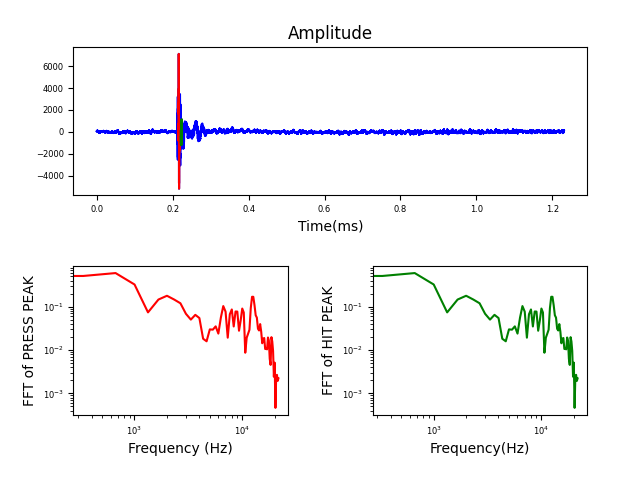 Amplitude
6000
4000
2000
0
−2000
−4000
0.0 0.2 0.4 0.6 0.8 1.0 1.2
Time(ms)
FFT of PRESS PEAK
10⁻¹
10⁻²
10⁻³
10³ 10⁴
Frequency (Hz)
FFT of HIT PEAK
10⁻¹
10⁻²
10⁻³
10³ 10⁴
Frequency(Hz)